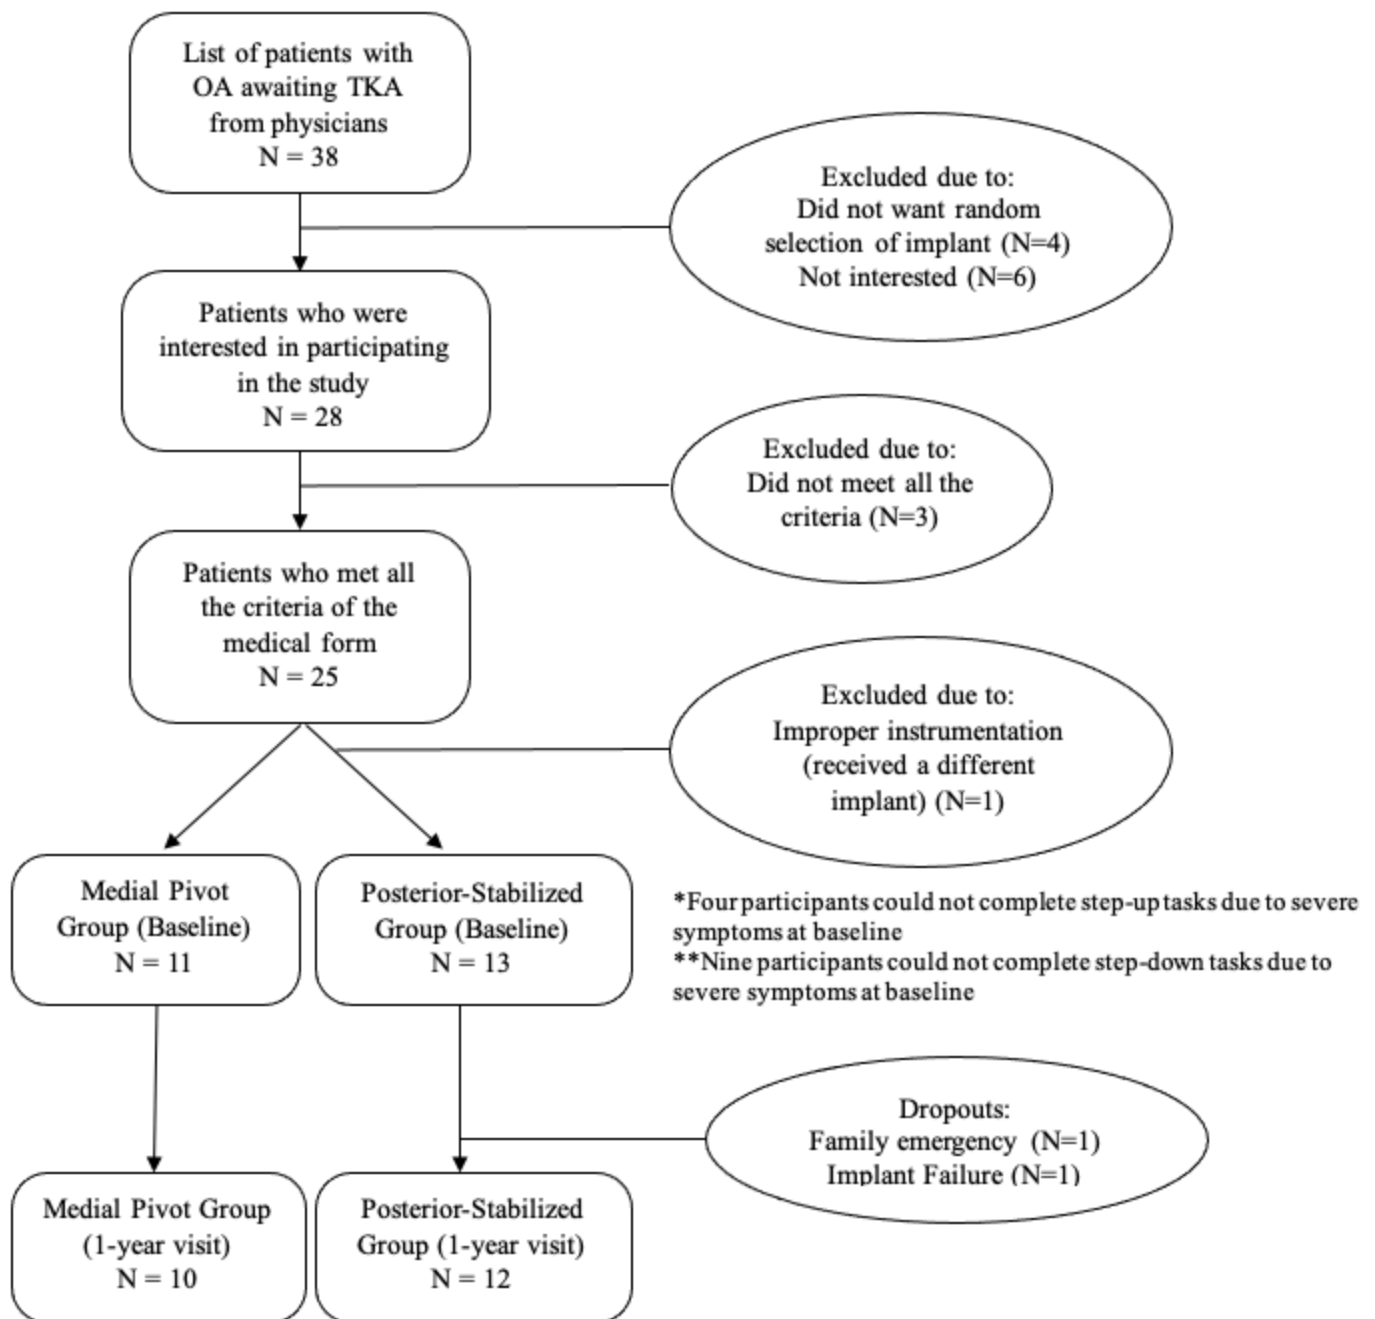 List of patients with
OA awaiting TKA
from physicians
N = 38
Excluded due to:
Did not want random
selection of implant (N=4)
Not interested (N=6)
Patients who were
interested in participating
in the study
N = 28
Excluded due to:
Did not meet all the
criteria (N=3)
Patients who met all
the criteria of the
medical form
N = 25
Excluded due to:
Improper instrumentation
(received a different
implant) (N=1)
Medial Pivot
Group (Baseline)
N = 11
Posterior-Stabilized
Group (Baseline)
N = 13
*Four participants could not complete step-up tasks due to severe
symptoms at baseline
**Nine participants could not complete step-down tasks due to
severe symptoms at baseline
Dropouts:
Family emergency (N=1)
Implant Failure (N=1)
Medial Pivot Group
(1-year visit)
N = 10
Posterior-Stabilized
Group (1-year visit)
N = 12